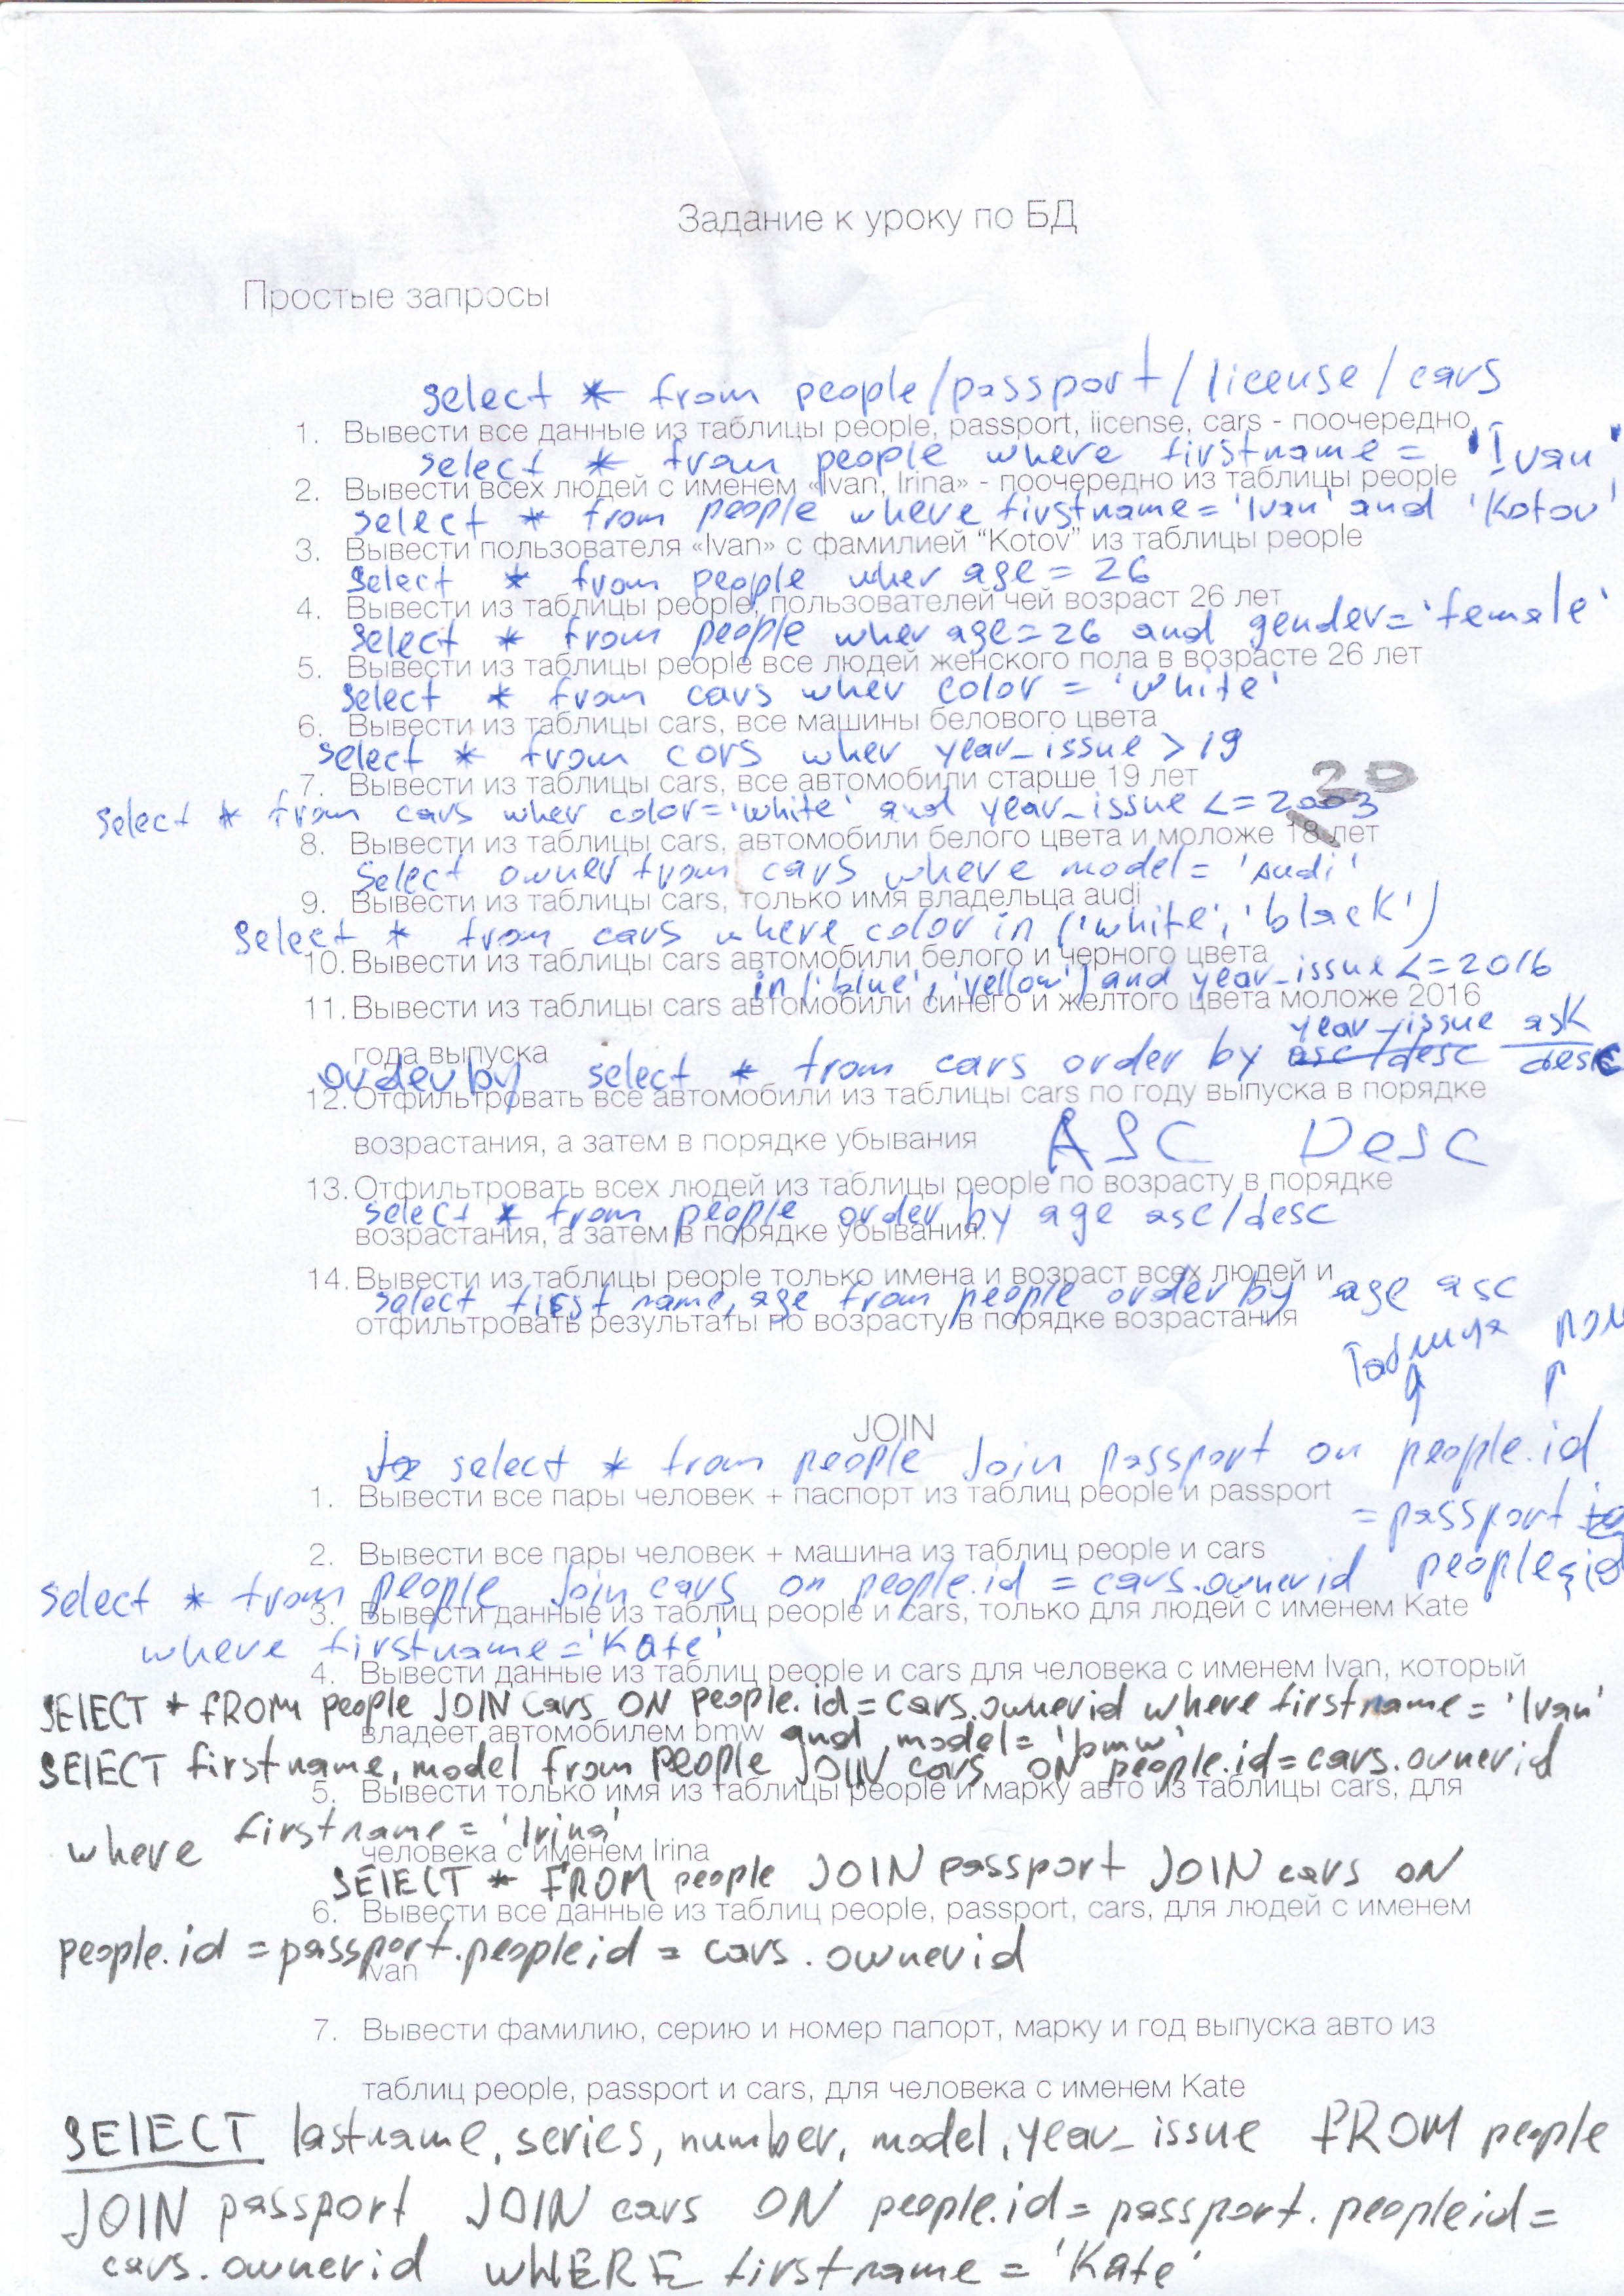 Задание к уроку по БД
Простые запросы
select * from people/passport/license/cars
1. Вывести все данные из таблицы people, passport, license, cars - поочередно
select * from people where firstname = 'Ivan'
2. Вывести всех людей с именем «Ivan, Irina» - поочередно из таблицы people
select * from people where firstname='Ivan' and 'Kotov'
3. Вывести пользователя «Ivan» с фамилией “Kotov” из таблицы people
select * from people wher age = 26
4. Вывести из таблицы people, пользователей чей возраст 26 лет
select * from people wher age=26 and gender='female'
5. Вывести из таблицы people все людей женского пола в возрасте 26 лет
select * from cars wher color = 'white'
6. Вывести из таблицы cars, все машины белового цвета
select * from cars wher year_issue > 19
7. Вывести из таблицы cars, все автомобили старше 19 лет
20
select * from cars wher color='white' and year_issue <=2003
8. Вывести из таблицы cars, автомобили белого цвета и моложе 18 лет
Select owner from cars where model= 'Audi'
9. Вывести из таблицы cars, только имя владельца audi
Select * from cars where color in ('white', 'black')
10. Вывести из таблицы cars автомобили белого и черного цвета
in ('blue', 'yellow') and year_issue <=2016
11. Вывести из таблицы cars автомобили синего и желтого цвета моложе 2016
года выпуска
year_issue ask
order by select * from cars order by asc/desc desc
12. Отфильтровать все автомобили из таблицы cars по году выпуска в порядке
возрастания, а затем в порядке убывания ASC Desc
13. Отфильтровать всех людей из таблицы people по возрасту в порядке
select * from people order by age asc/desc
возрастания, а затем в порядке убывания.
14. Вывести из таблицы people только имена и возраст всех людей и
select first name, age from people order by age asc
отфильтровать результаты по возрасту в порядке возрастания
Таблица
JOIN
select * from people Join passport on people.id
1. Вывести все пары человек + паспорт из таблиц people и passport
= passport
2. Вывести все пары человек + машина из таблиц people и cars
people.id
select * from people Join cars on people.id = cars.ownerid
3. Вывести данные из таблиц people и cars, только для людей с именем Kate
where firstname='Kate'
4. Вывести данные из таблиц people и cars для человека с именем Ivan, который
SElECT * FROM people JOIN cars ON people.id=cars.ownerid where firstname='Ivan'
владеет автомобилем bmw and model= 'bmw'
SElECT firstname, model from people JOIN cars ON people.id=cars.ownerid
5. Вывести только имя из таблицы people и марку авто из таблицы cars, для
where firstname= 'Irina'
человека с именем Irina
SElECT * FROM people JOIN passport JOIN cars ON
6. Вывести все данные из таблиц people, passport, cars, для людей с именем
people.id = passport.peopleid = cars.ownerid
Ivan
7. Вывести фамилию, серию и номер папорт, марку и год выпуска авто из
таблиц people, passport и cars, для человека с именем Kate
SElECT lastname, series, number, model, year_issue FROM people
JOIN passport JOIN cars ON people.id= passport.peopleid=
cars.ownerid WHERE firstname = 'Kate'